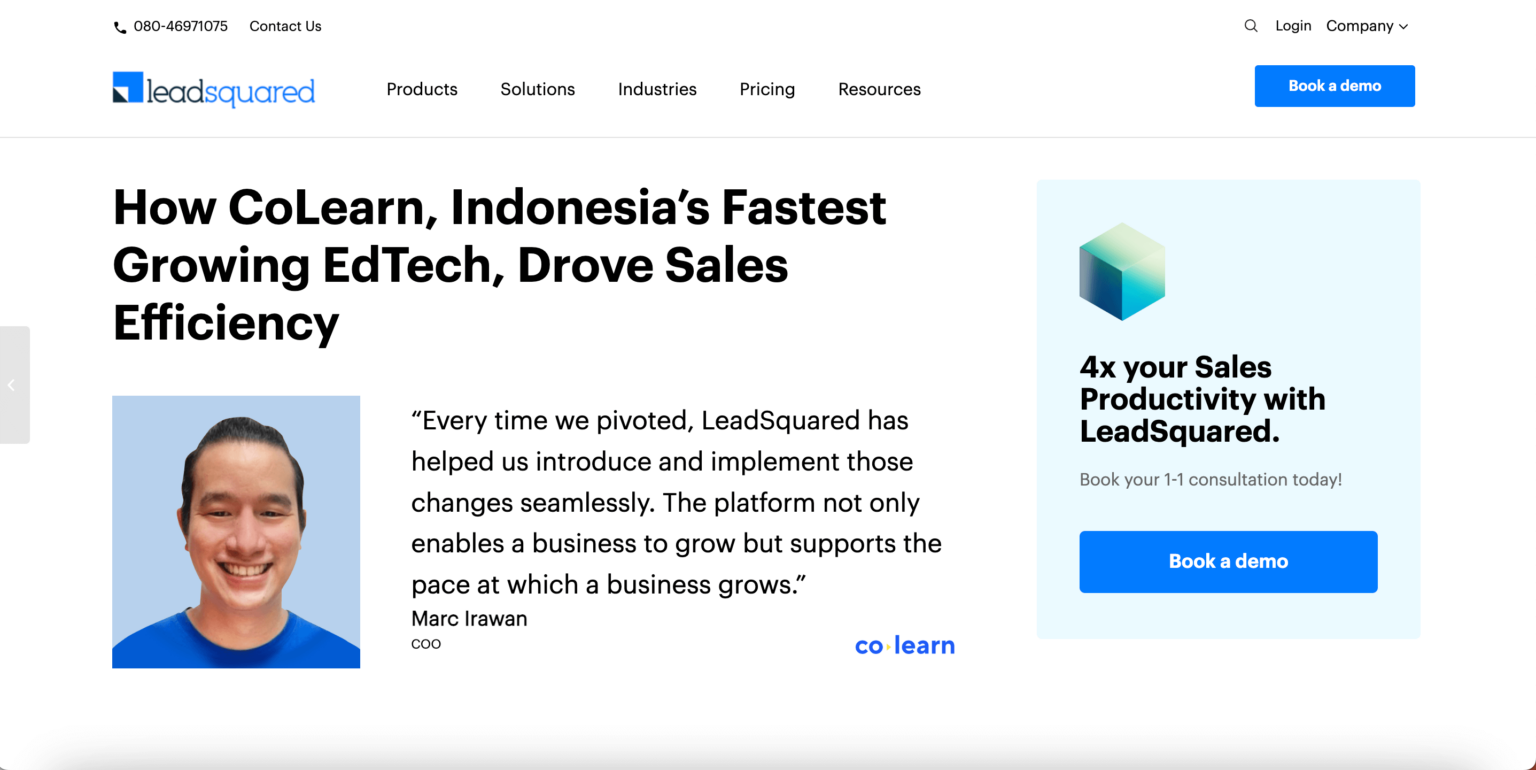 080-46971075 Contact Us
Login Company
leadsquared
Products Solutions Industries Pricing Resources
Book a demo
How CoLearn, Indonesia’s Fastest
Growing EdTech, Drove Sales
Efficiency
“Every time we pivoted, LeadSquared has
helped us introduce and implement those
changes seamlessly. The platform not only
enables a business to grow but supports the
pace at which a business grows.”
Marc Irawan
COO
co learn
4x your Sales
Productivity with
LeadSquared.
Book your 1-1 consultation today!
Book a demo